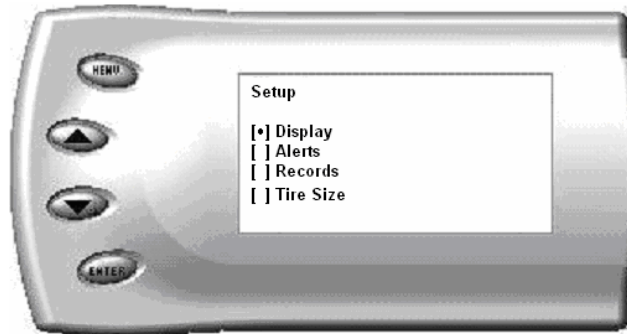 MENU
Setup
[•] Display
[ ] Alerts
[ ] Records
[ ] Tire Size
ENTER